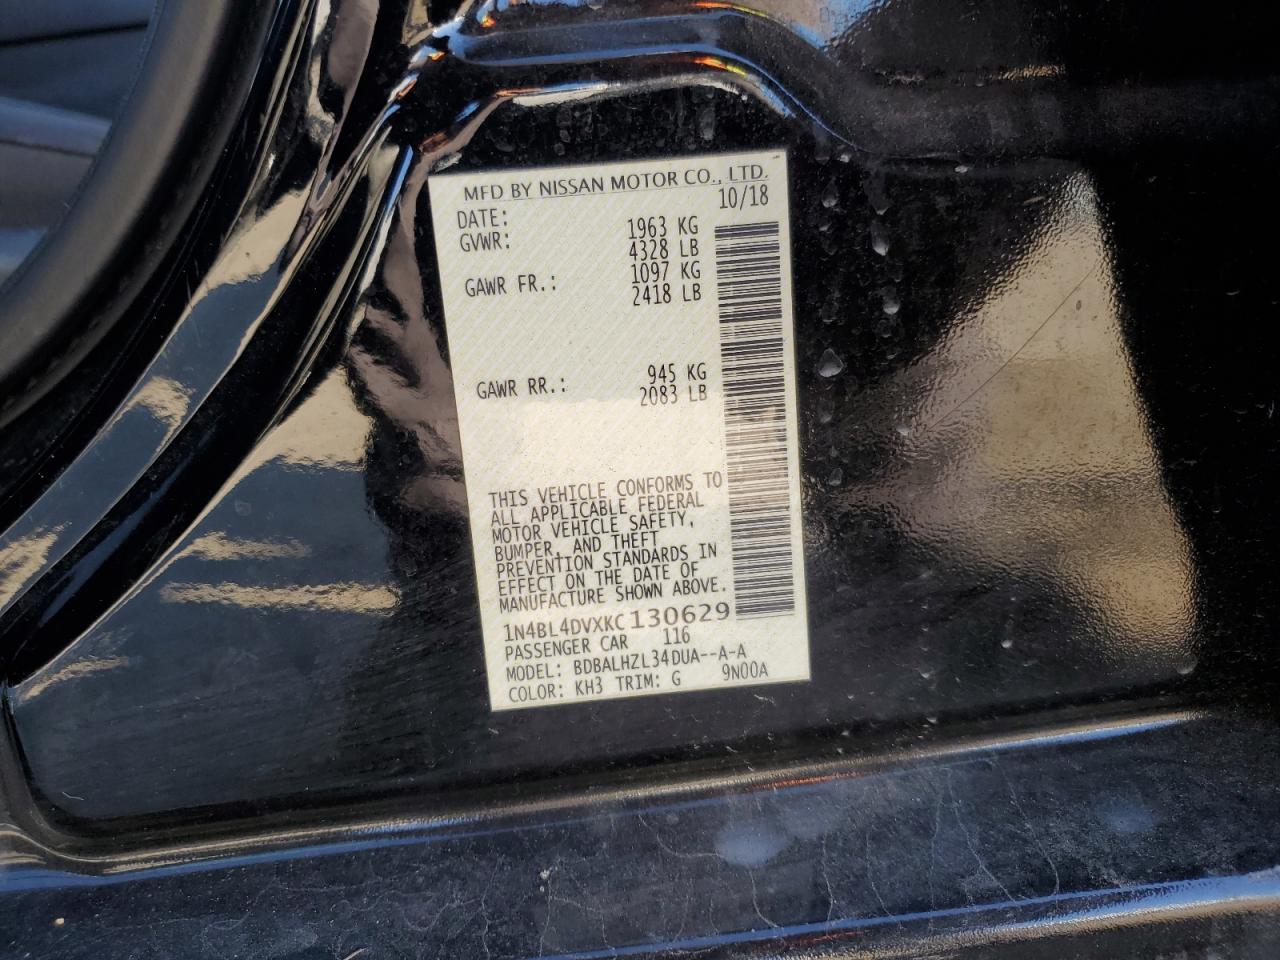 MFD BY NISSAN MOTOR CO., LTD.
DATE: 10/18
GVWR: 1963 KG
4328 LB
GAWR FR.: 1097 KG
2418 LB
GAWR RR.: 945 KG
2083 LB
THIS VEHICLE CONFORMS TO
ALL APPLICABLE FEDERAL
MOTOR VEHICLE SAFETY,
BUMPER, AND THEFT
PREVENTION STANDARDS IN
EFFECT ON THE DATE OF
MANUFACTURE SHOWN ABOVE.
1N4BL4DVXKC130629
PASSENGER CAR 116
MODEL: BDBALHZL34DUA--A-A
COLOR: KH3 TRIM: G 9N00A